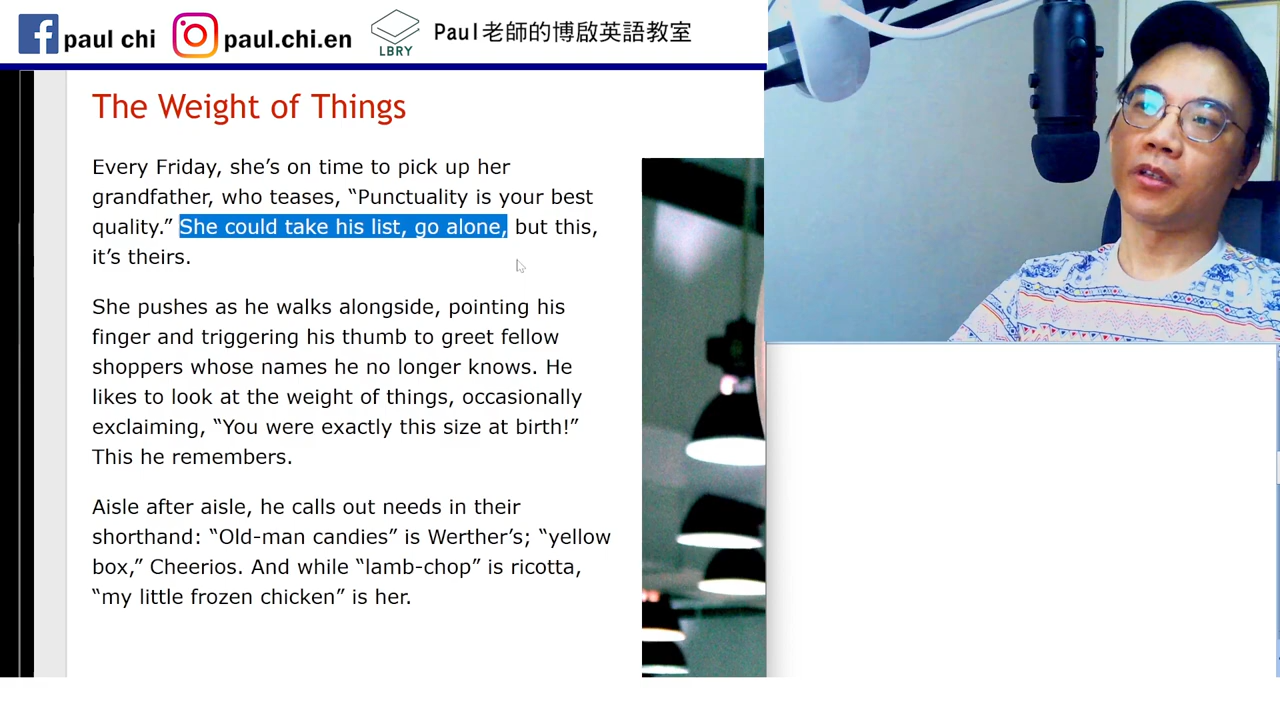 paul chi
paul.chi.en
LBRY
Paul老師的博啟英語教室
The Weight of Things
Every Friday, she’s on time to pick up her
grandfather, who teases, “Punctuality is your best
quality.” She could take his list, go alone, but this,
it’s theirs.
She pushes as he walks alongside, pointing his
finger and triggering his thumb to greet fellow
shoppers whose names he no longer knows. He
likes to look at the weight of things, occasionally
exclaiming, “You were exactly this size at birth!”
This he remembers.
Aisle after aisle, he calls out needs in their
shorthand: “Old-man candies” is Werther’s; “yellow
box,” Cheerios. And while “lamb-chop” is ricotta,
“my little frozen chicken” is her.